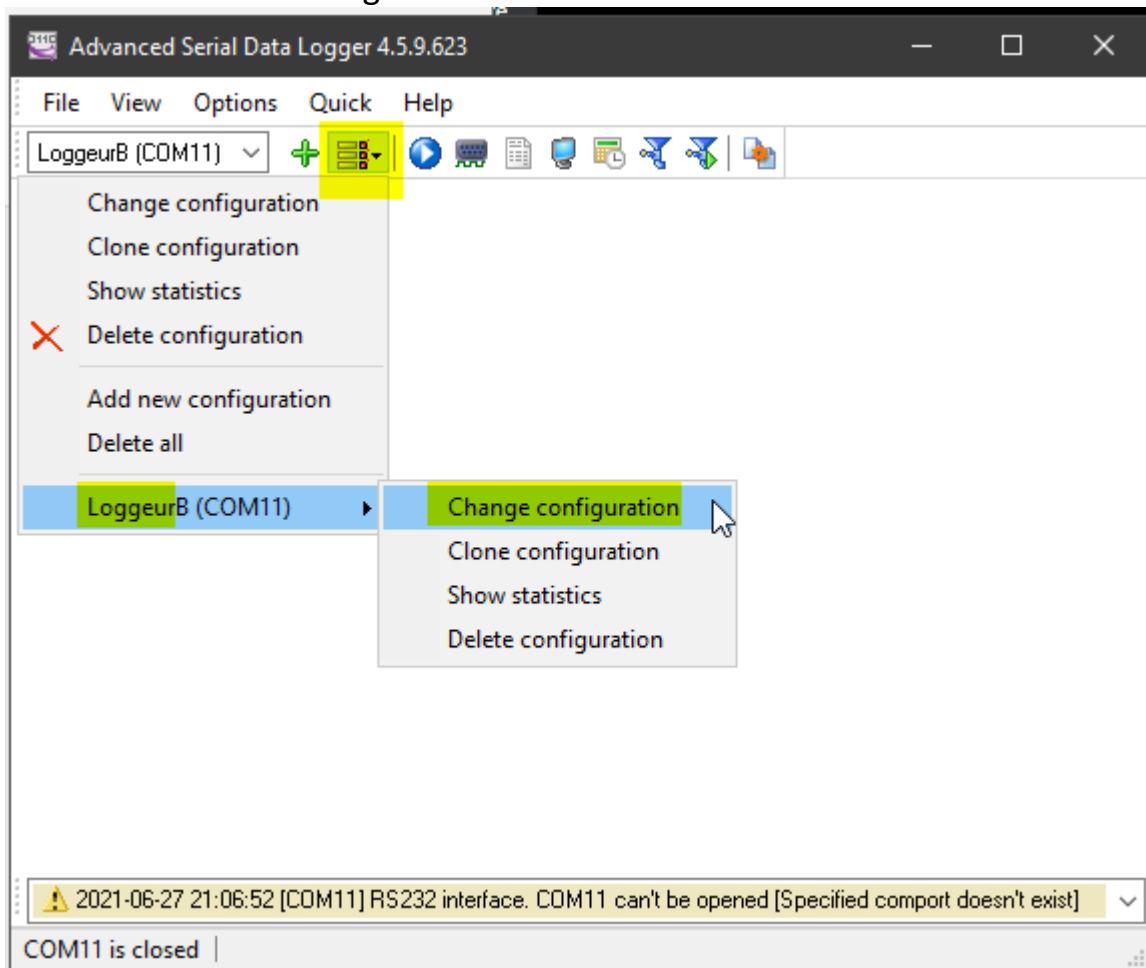 Advanced Serial Data Logger 4.5.9.623
File View Options Quick Help
LoggeurB (COM11)
Change configuration
Clone configuration
Show statistics
Delete configuration
Add new configuration
Delete all
LoggeurB (COM11) Change configuration
Clone configuration
Show statistics
Delete configuration
2021-06-27 21:06:52 [COM11] RS232 interface. COM11 can't be opened [Specified comport doesn't exist]
COM11 is closed